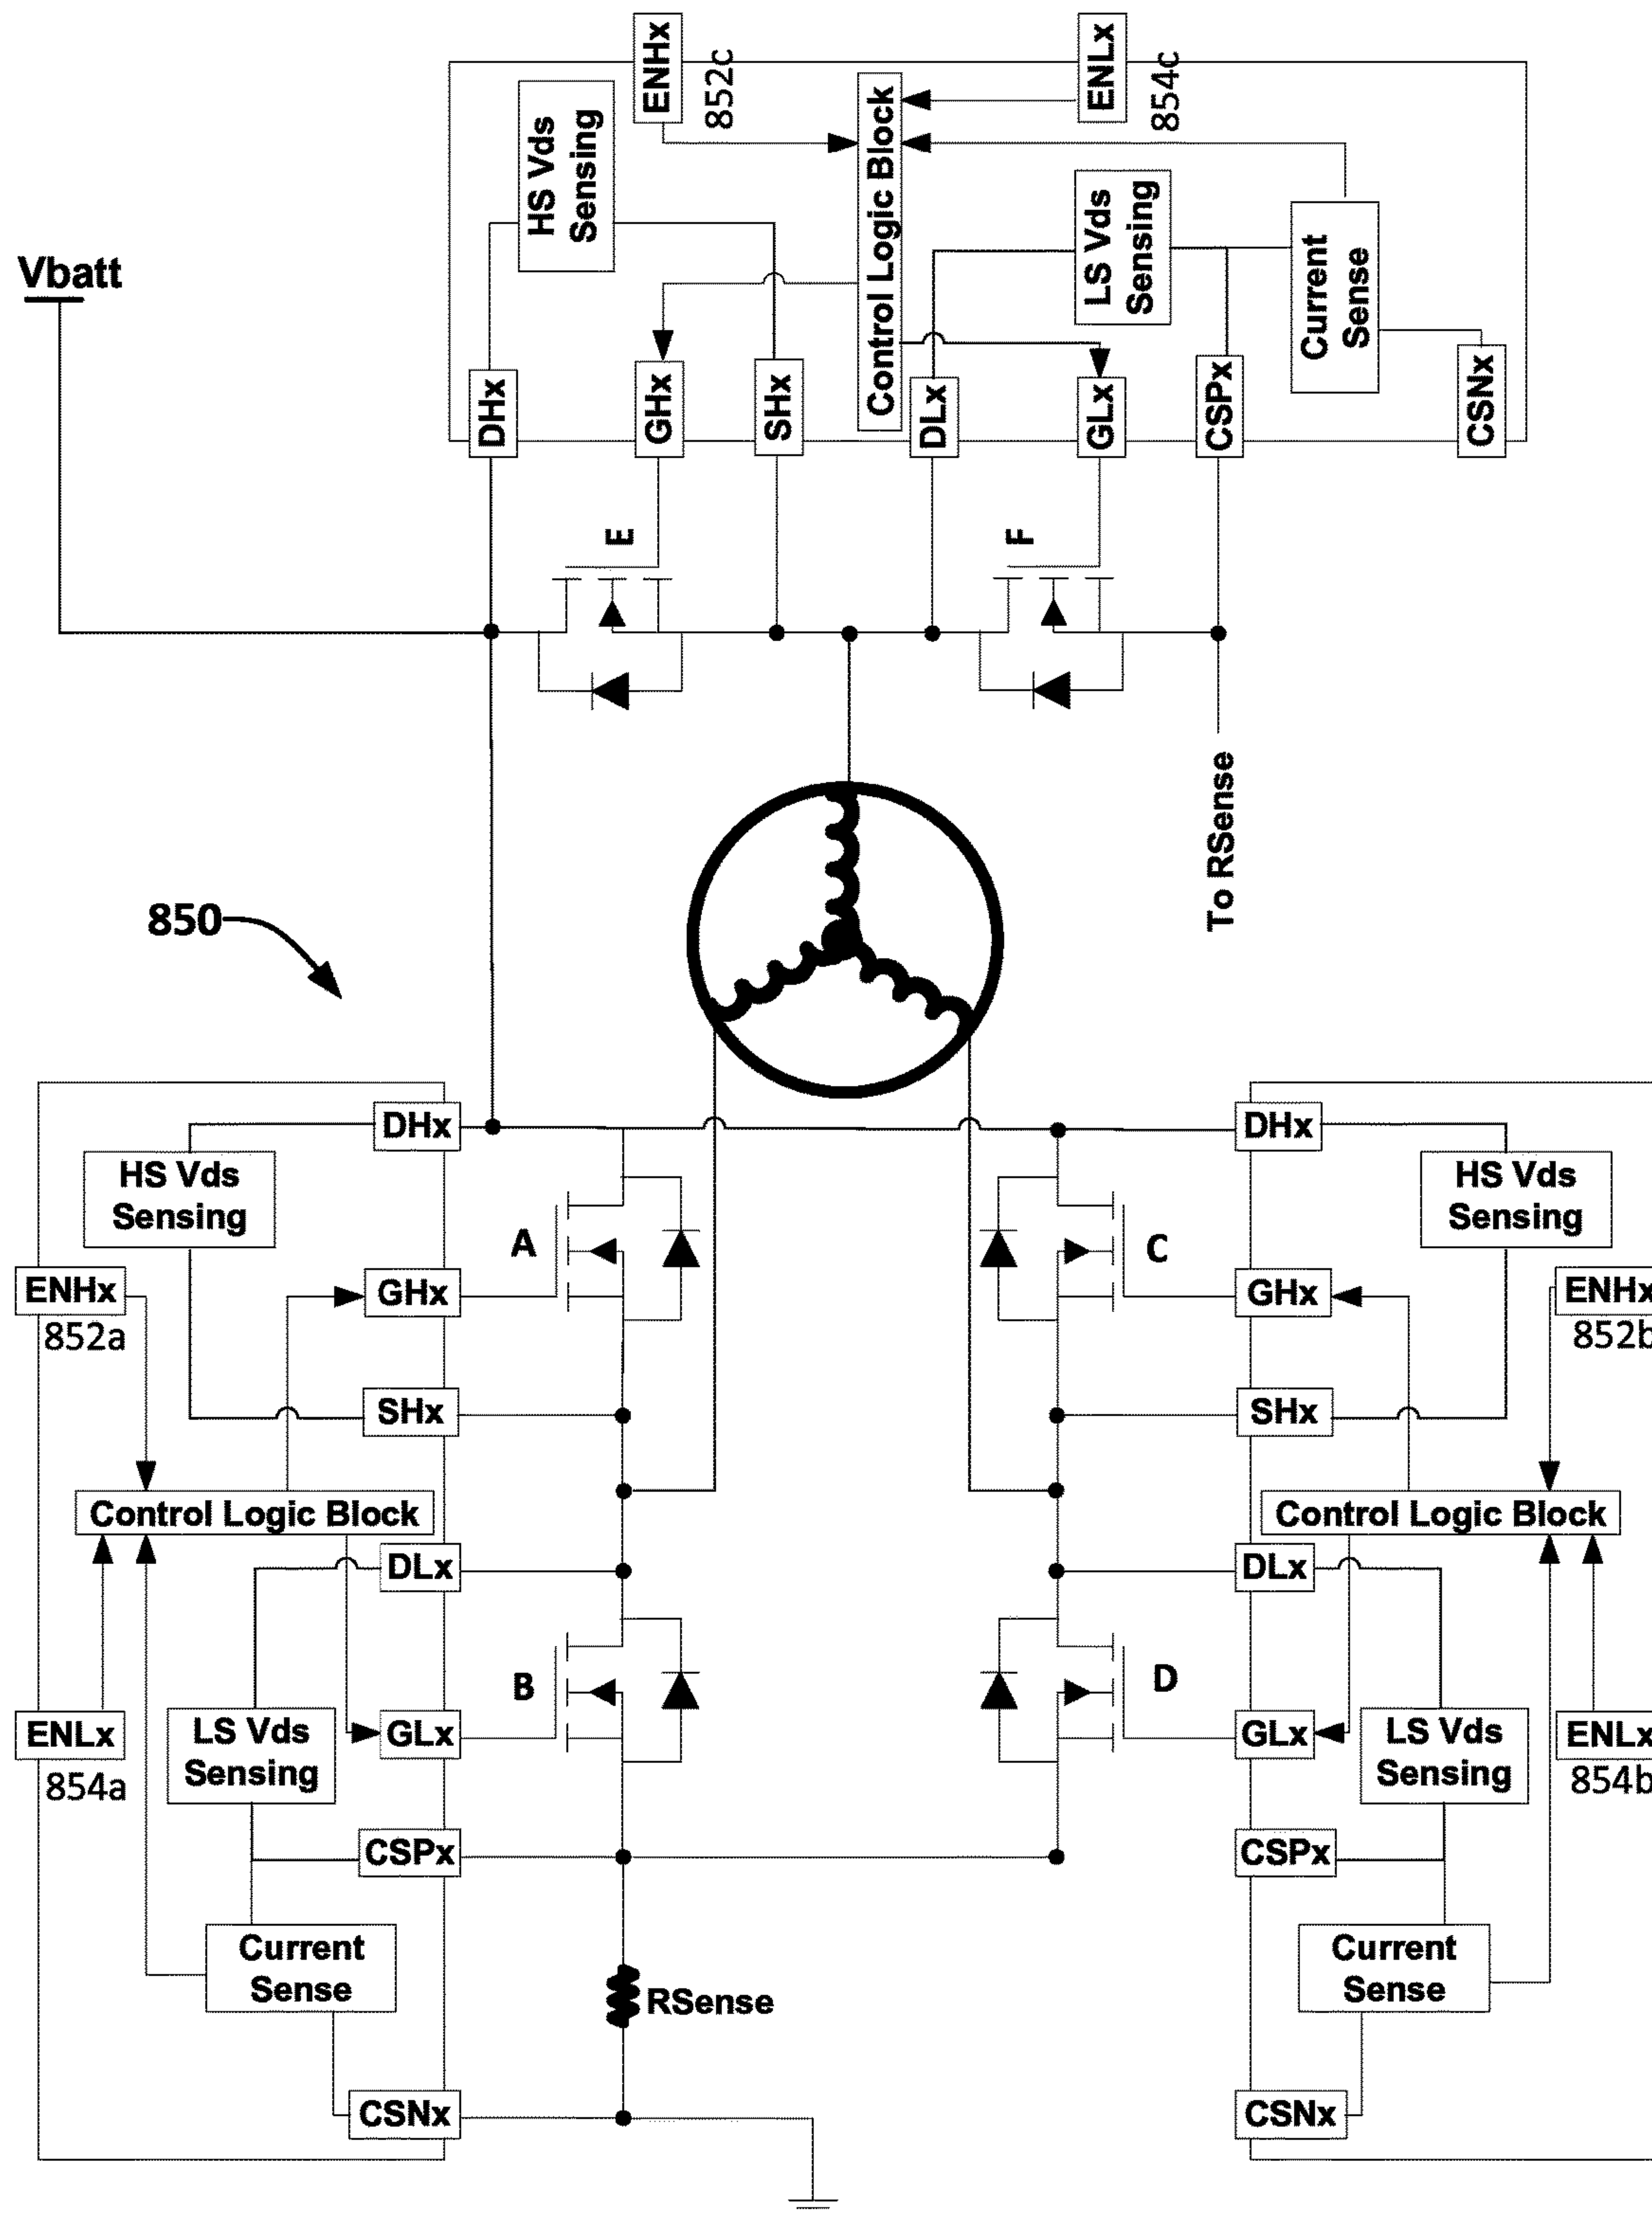 ENHx
852c
ENLx
854c
HS Vds
Sensing
Control Logic Block
LS Vds
Sensing
Current
Sense
Vbatt
DHx
GHx
SHx
DLx
GLx
CSPx
CSNx
E
F
To RSense
850
DHx
DHx
HS Vds
Sensing
HS Vds
Sensing
A
C
ENHx
852a
GHx
GHx
ENHx
852b
SHx
SHx
Control Logic Block
Control Logic Block
DLx
DLx
B
D
ENLx
854a
LS Vds
Sensing
GLx
GLx
LS Vds
Sensing
ENLx
854b
CSPx
CSPx
Current
Sense
Current
Sense
RSense
CSNx
CSNx